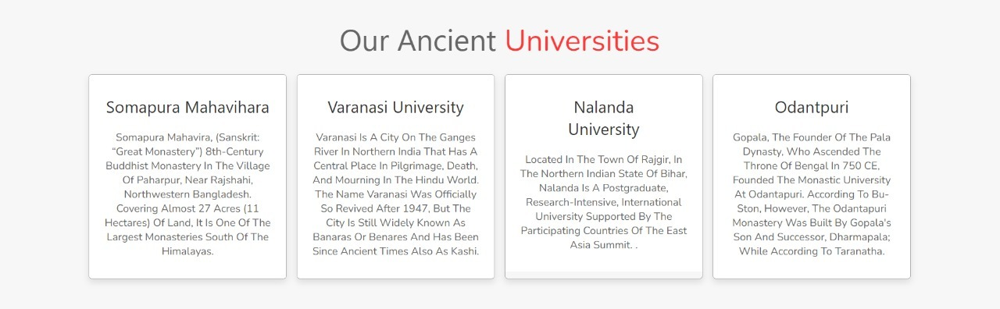 Our Ancient Universities
Somapura Mahavihara
Somapura Mahavira, (Sanskrit:
“Great Monastery”) 8th-Century
Buddhist Monastery In The Village
Of Paharpur, Near Rajshahi,
Northwestern Bangladesh.
Covering Almost 27 Acres (11
Hectares) Of Land, It Is One Of The
Largest Monasteries South Of The
Himalayas.
Varanasi University
Varanasi Is A City On The Ganges
River In Northern India That Has A
Central Place In Pilgrimage, Death,
And Mourning In The Hindu World.
The Name Varanasi Was Officially
So Revived After 1947, But The
City Is Still Widely Known As
Banaras Or Benares And Has Been
Since Ancient Times Also As Kashi.
Nalanda
University
Located In The Town Of Rajgir, In
The Northern Indian State Of Bihar,
Nalanda Is A Postgraduate,
Research-Intensive, International
University Supported By The
Participating Countries Of The East
Asia Summit. .
Odantpuri
Gopala, The Founder Of The Pala
Dynasty, Who Ascended The
Throne Of Bengal In 750 CE,
Founded The Monastic University
At Odantapuri. According To Bu-
Ston, However, The Odantapuri
Monastery Was Built By Gopala's
Son And Successor, Dharmapala;
While According To Taranatha.